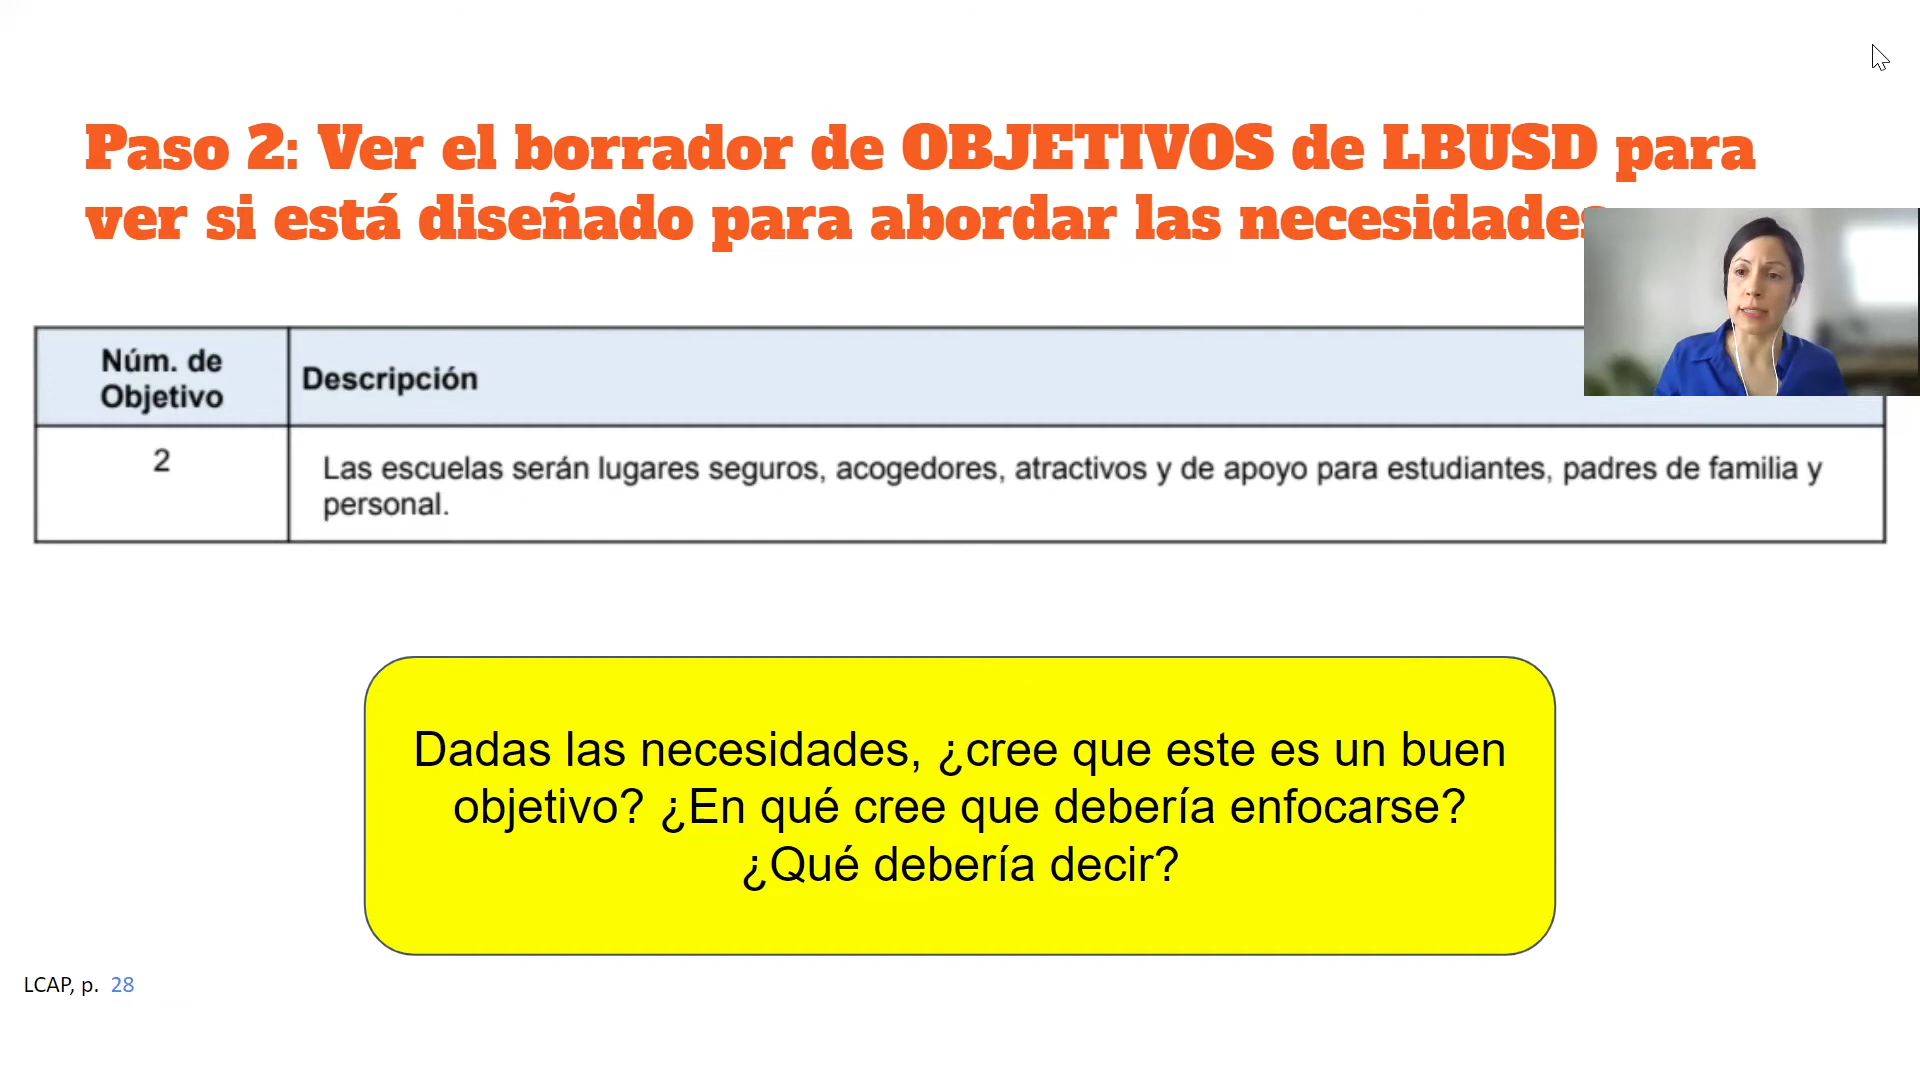 Paso 2: Ver el borrador de OBJETIVOS de LBUSD para
ver si está diseñado para abordar las necesidades
Núm. de
Objetivo
Descripción
2
Las escuelas serán lugares seguros, acogedores, atractivos y de apoyo para estudiantes, padres de familia y
personal.
Dadas las necesidades, ¿cree que este es un buen
objetivo? ¿En qué cree que debería enfocarse?
¿Qué debería decir?
LCAP, p. 28